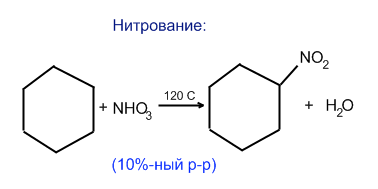 Нитрование:
NO2
+ NHO3 120 C + H2O
(10%-ный р-р)